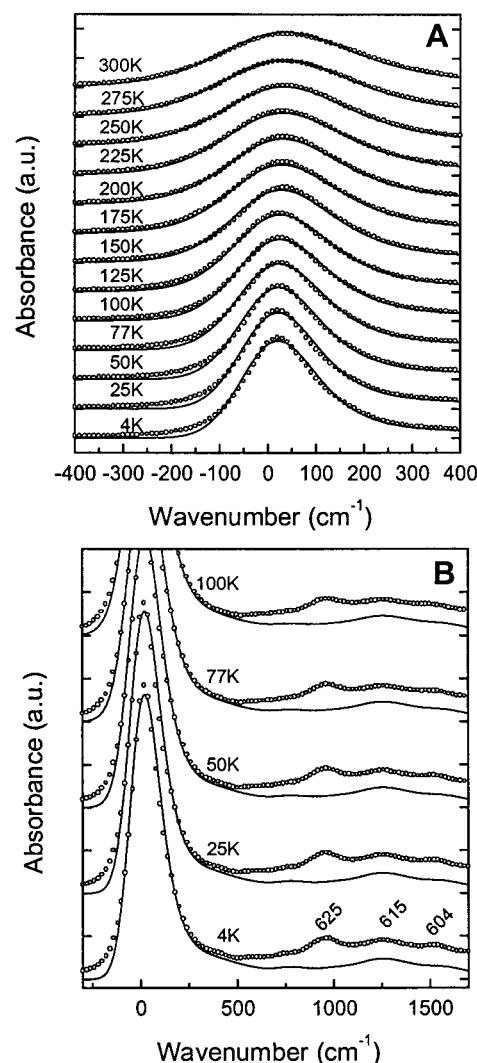 A
300K
275K
250K
225K
200K
175K
150K
125K
100K
77K
50K
25K
4K
Absorbance (a.u.)
-400 -300 -200 -100 0 100 200 300 400
Wavenumber (cm-1)
B
100K
77K
50K
25K
4K
625 615 604
Absorbance (a.u.)
0 500 1000 1500
Wavenumber (cm-1)